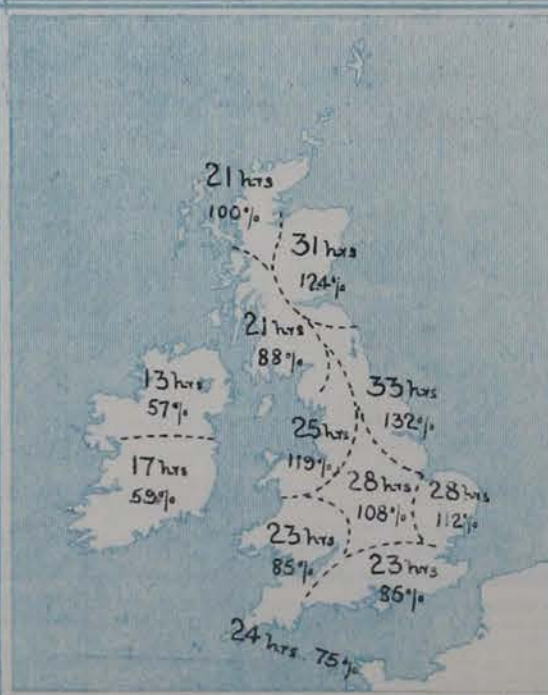 21 hrs
100%
31 hrs
124%
21 hrs
88%
13 hrs
57%
33 hrs
132%
25 hrs
119%
17 hrs
59%
28 hrs
108%
28 hrs
112%
23 hrs
85%
23 hrs
85%
24 hrs. 75%